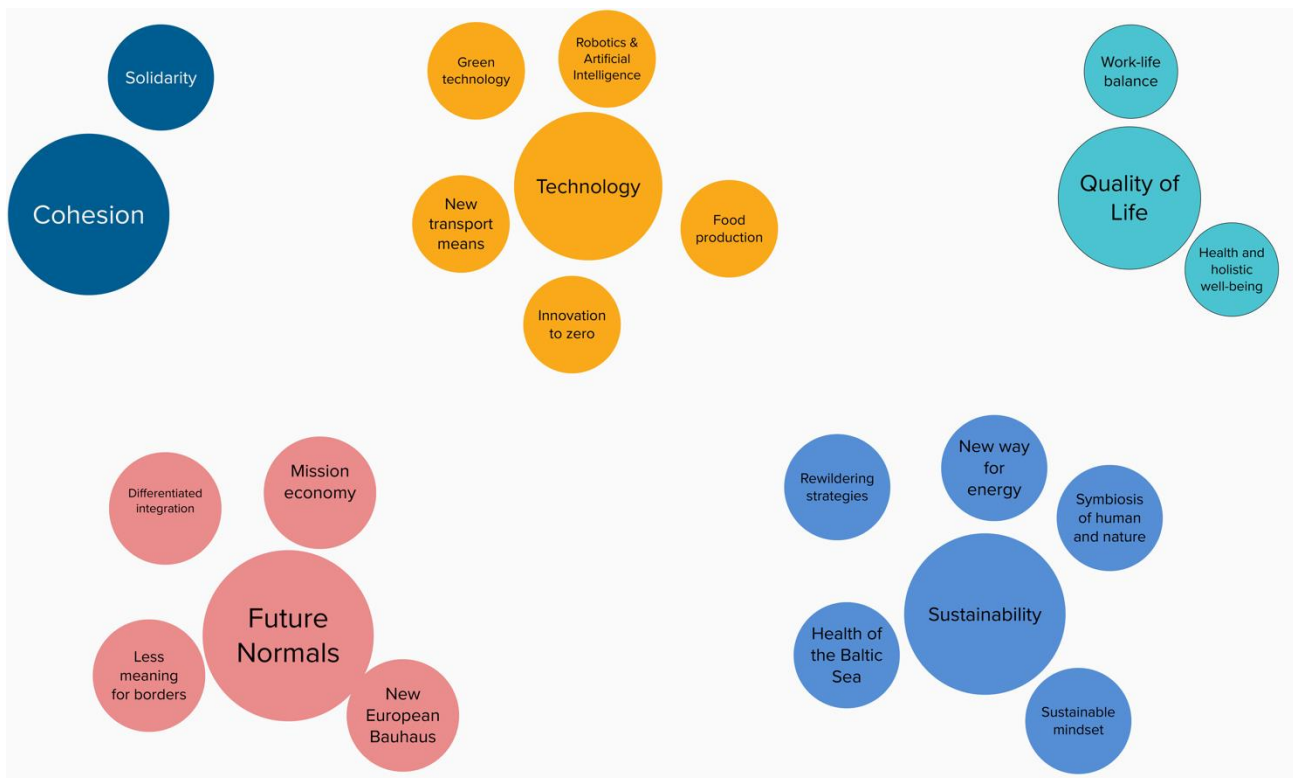 Solidarity
Cohesion
Green
technology
Robotics &
Artificial
Intelligence
Technology
New
transport
means
Food
production
Innovation
to zero
Work-life
balance
Quality of
Life
Health and
holistic
well-being
Differentiated
integration
Mission
economy
Future
Normals
Less
meaning
for borders
New
European
Bauhaus
Rewildering
strategies
New way
for
energy
Symbiosis
of human
and nature
Sustainability
Health of
the Baltic
Sea
Sustainable
mindset